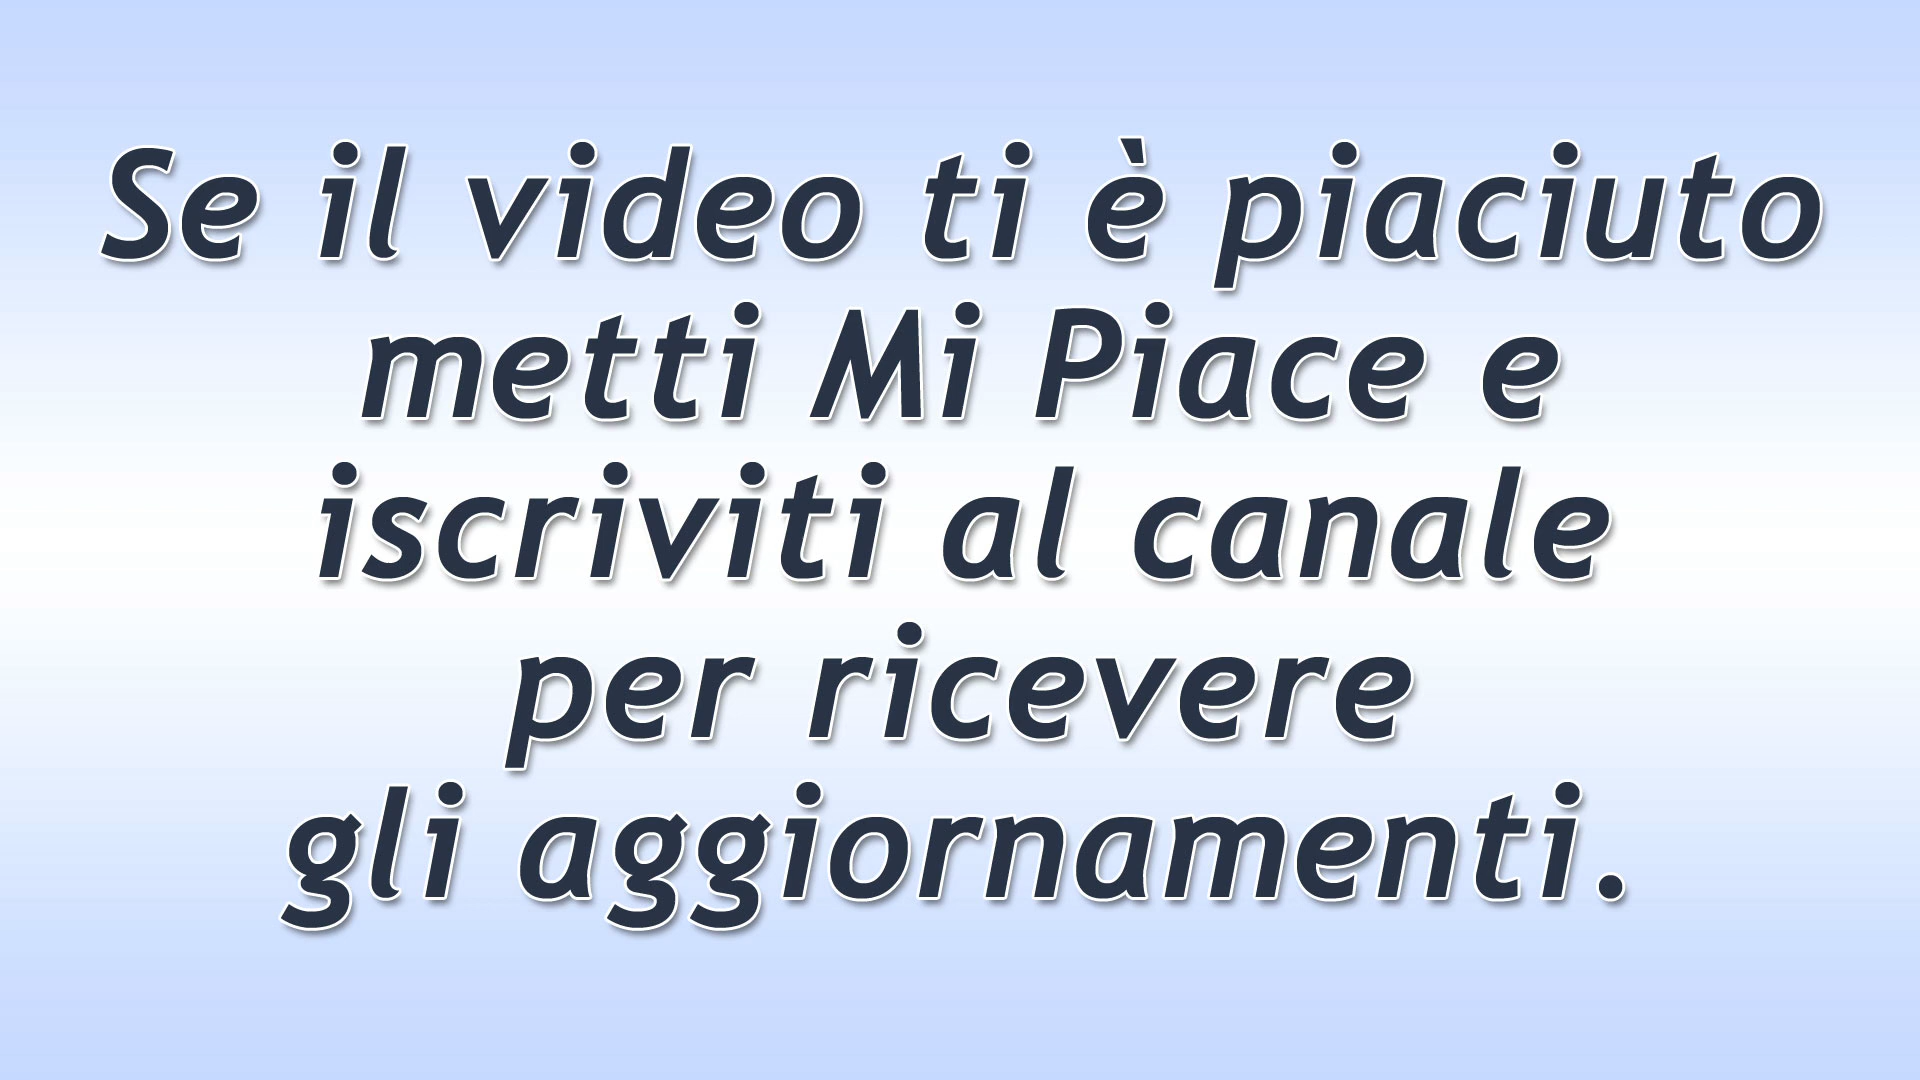 Se il video ti è piaciuto
metti Mi Piace e
iscriviti al canale
per ricevere
gli aggiornamenti.